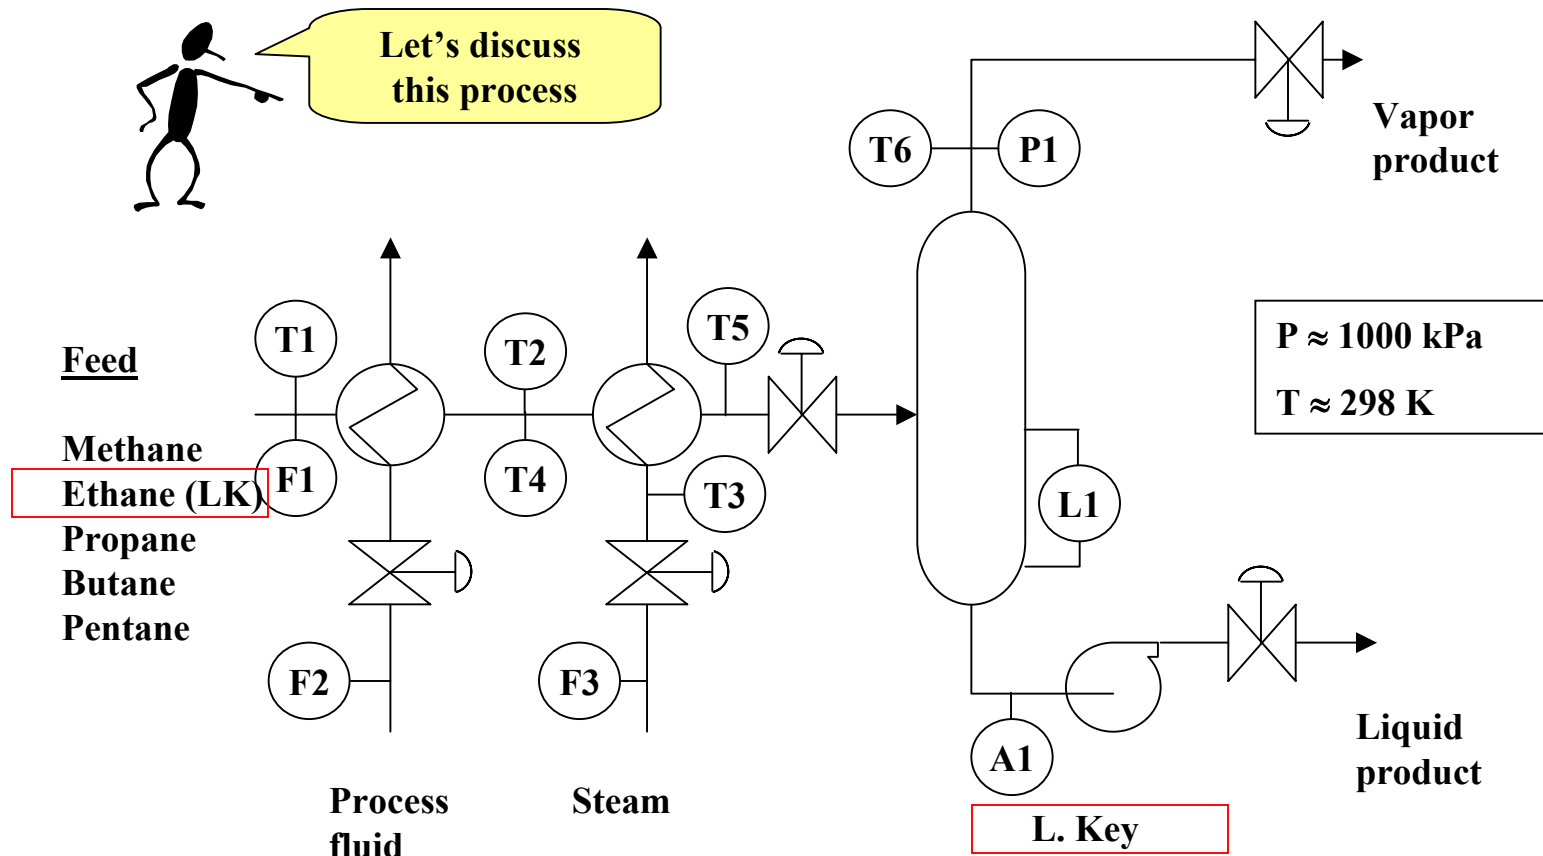 Let’s discuss
this process
Vapor
product
T6
P1
T1
T2
T5
Feed
P ≈ 1000 kPa
T ≈ 298 K
Methane
Ethane (LK)
Propane
Butane
Pentane
F1
T4
T3
L1
F2
F3
A1
Liquid
product
Process
fluid
Steam
L. Key